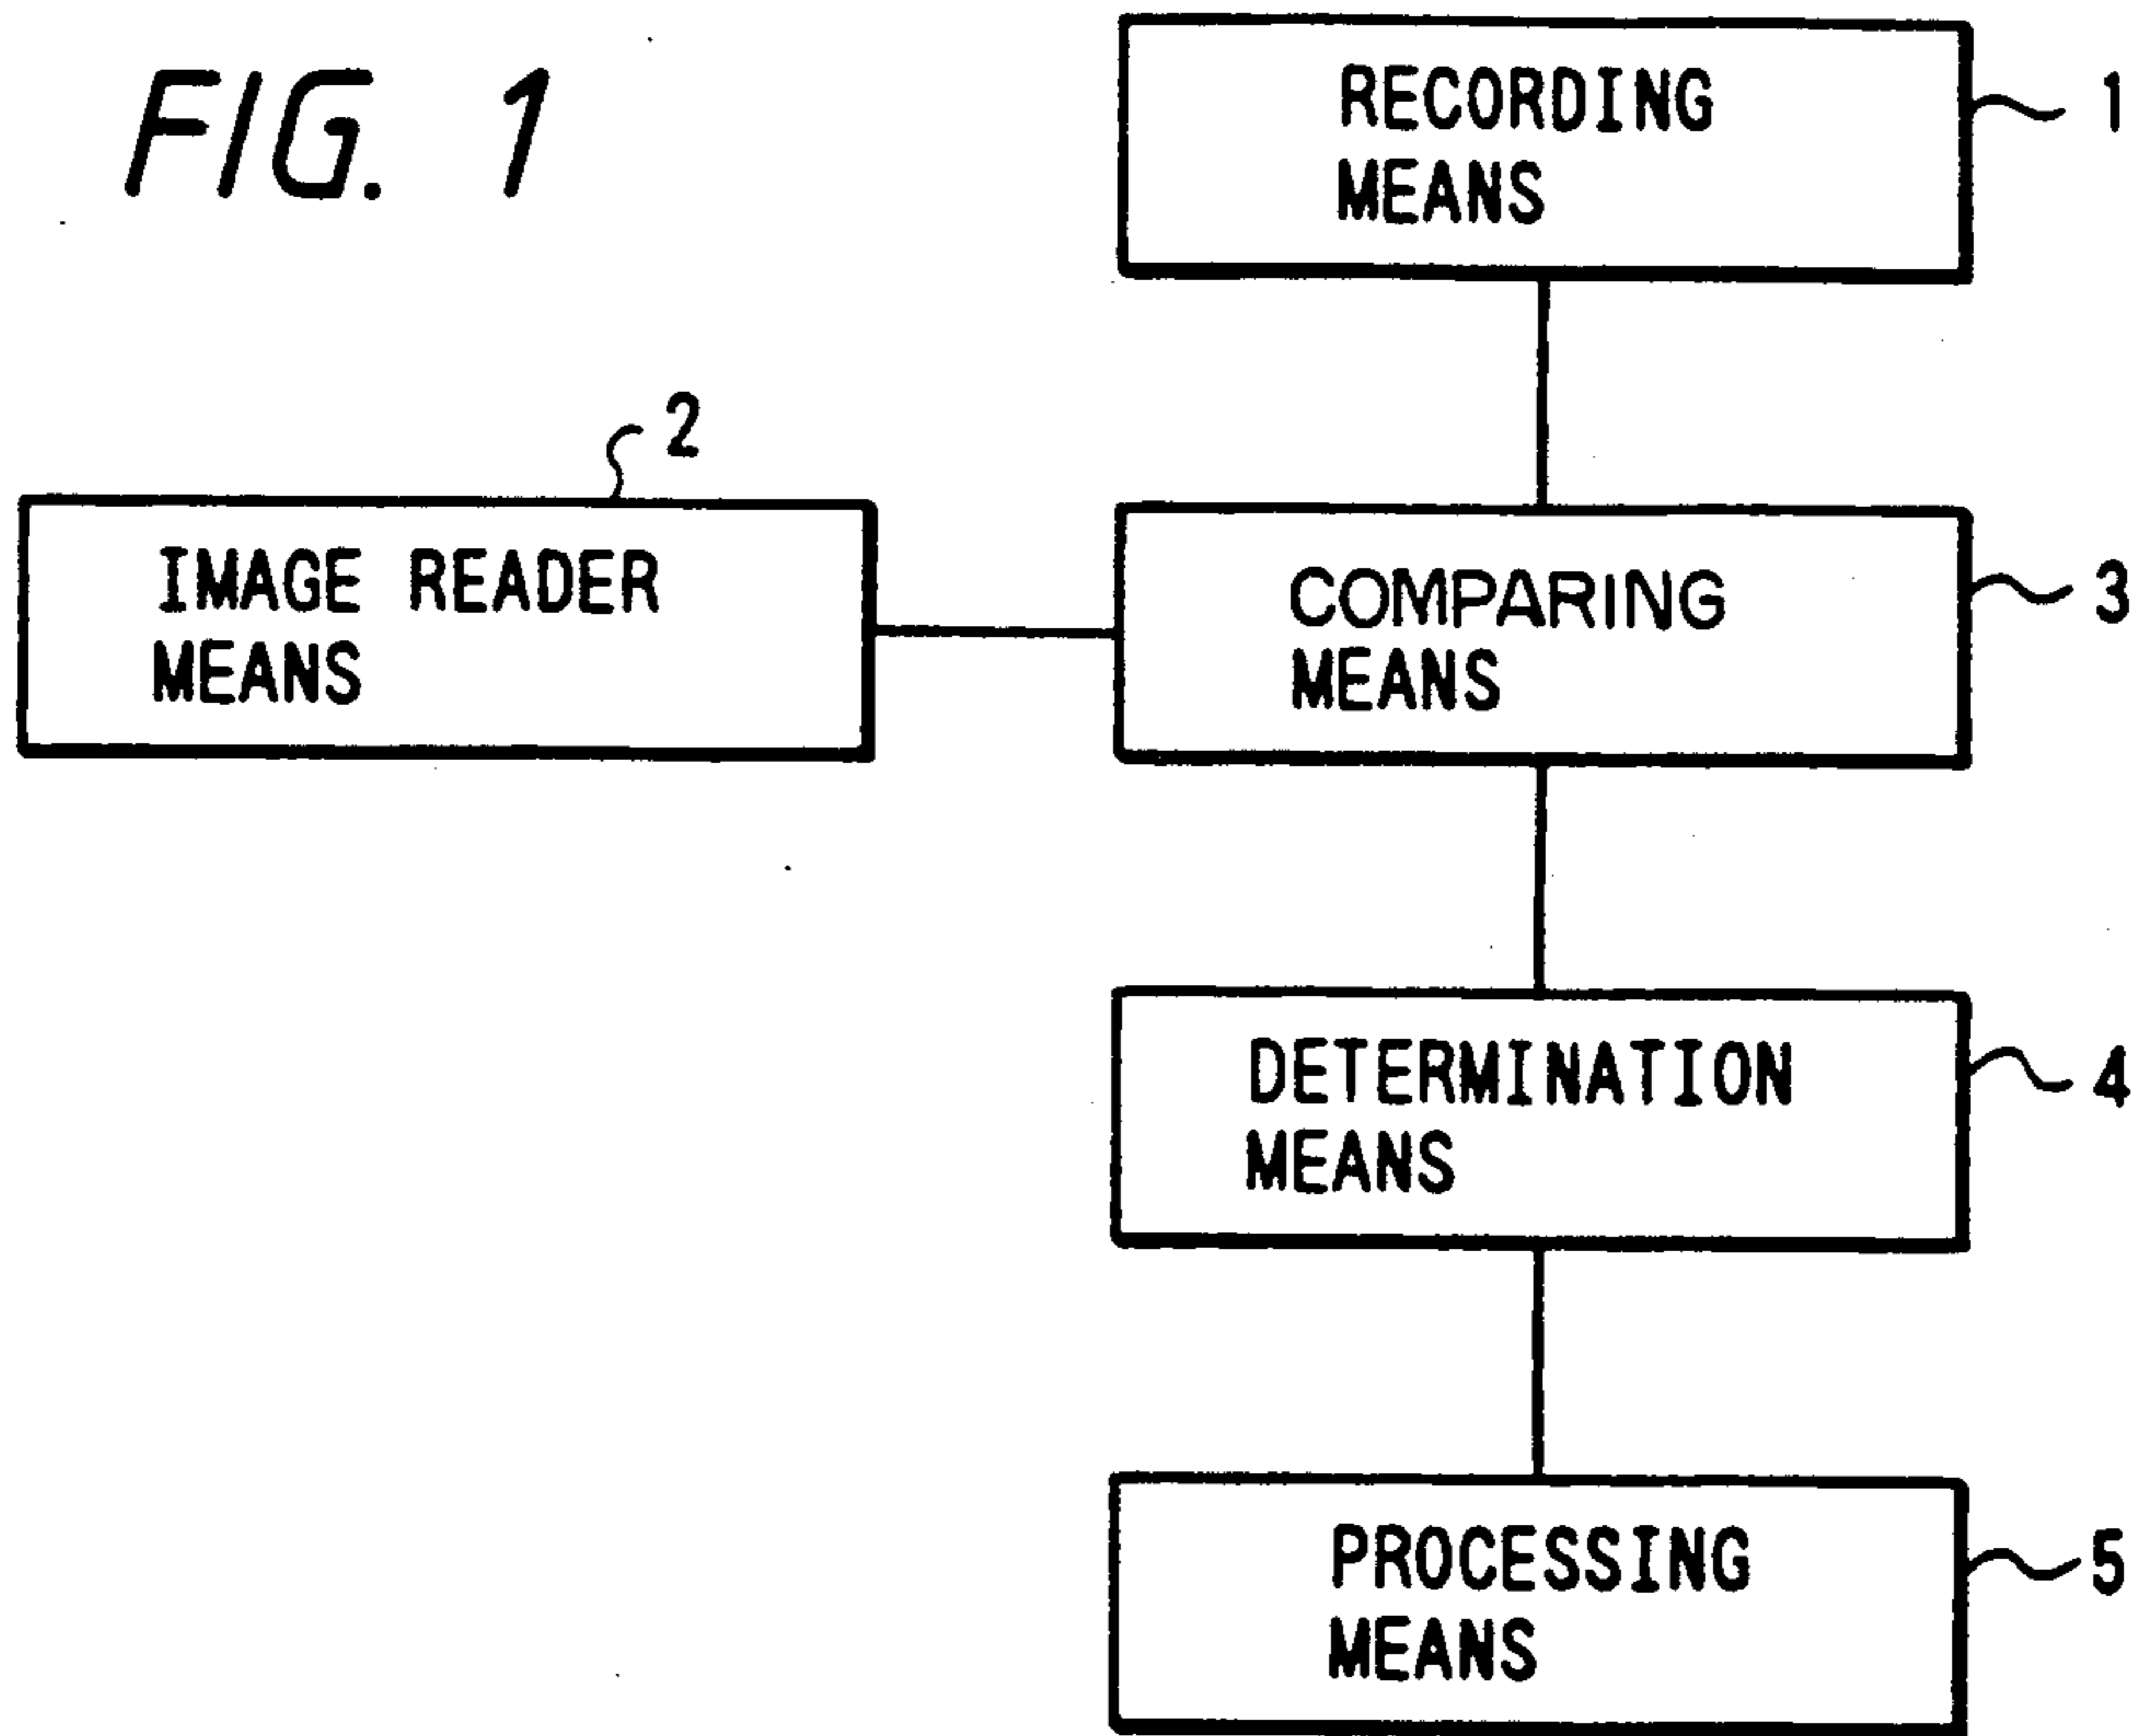 FIG. 1
RECORDING
MEANS
1
2
IMAGE READER
MEANS
COMPARING
MEANS
3
DETERMINATION
MEANS
4
PROCESSING
MEANS
5